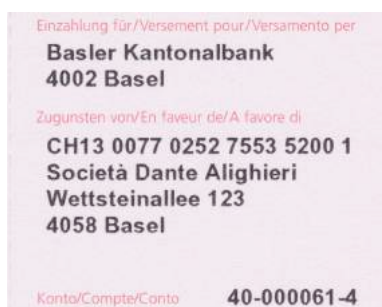 Einzahlung für/Versement pour/Versamento per
Basler Kantonalbank
4002 Basel
Zugunsten von/En faveur de/A favore di
CH13 0077 0252 7553 5200 1
Società Dante Alighieri
Wettsteinallee 123
4058 Basel
Konto/Compte/Conto 40-000061-4